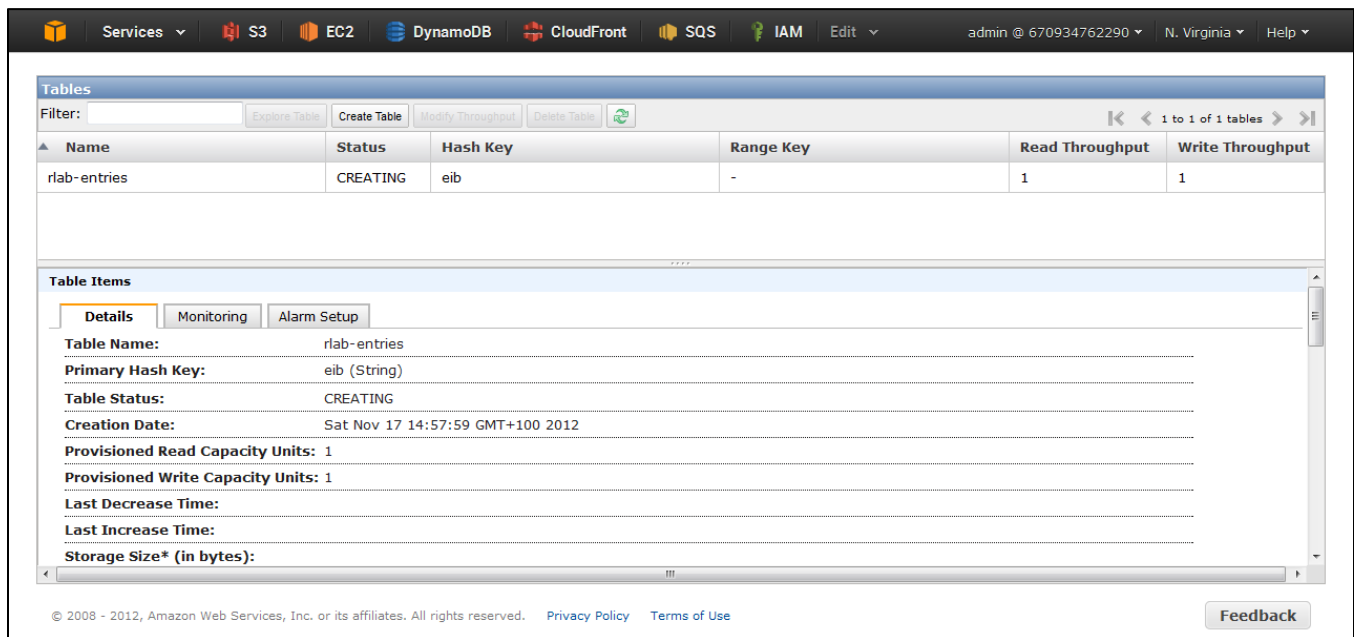 Services S3 EC2 DynamoDB CloudFront SQS IAM Edit admin @ 670934762290 N. Virginia Help
Tables
Filter: Explore Table Create Table Modify Throughput Delete Table 1 to 1 of 1 tables
Name Status Hash Key Range Key Read Throughput Write Throughput
rlab-entries CREATING eib - 1 1
Table Items
Details Monitoring Alarm Setup
Table Name: rlab-entries
Primary Hash Key: eib (String)
Table Status: CREATING
Creation Date: Sat Nov 17 14:57:59 GMT+100 2012
Provisioned Read Capacity Units: 1
Provisioned Write Capacity Units: 1
Last Decrease Time:
Last Increase Time:
Storage Size* (in bytes):
© 2008 - 2012, Amazon Web Services, Inc. or its affiliates. All rights reserved. Privacy Policy Terms of Use Feedback